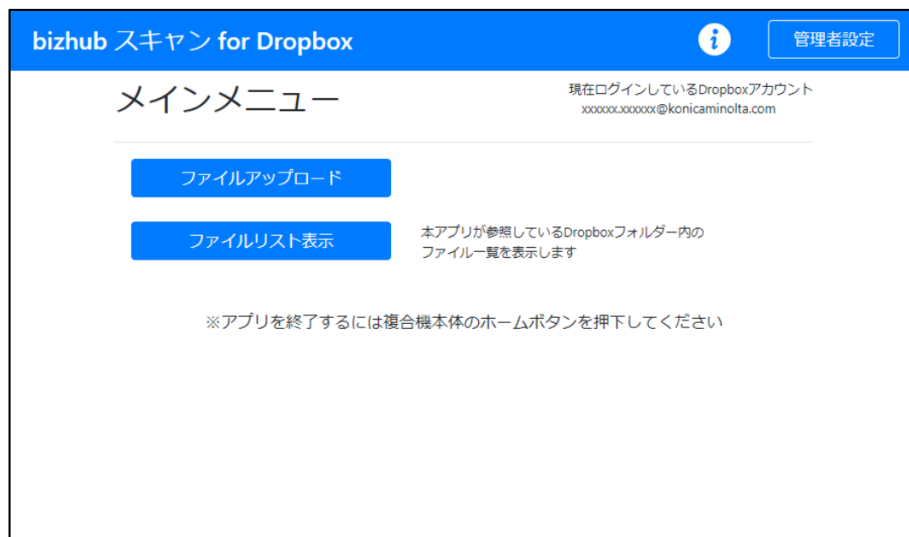 bizhub スキャン for Dropbox
i
管理者設定
メインメニュー
現在ログインしているDropboxアカウント
xxxxxx.xxxxxx@konicaminolta.com
ファイルアップロード
ファイルリスト表示
本アプリが参照しているDropboxフォルダー内の
ファイル一覧を表示します
※アプリを終了するには複合機本体のホームボタンを押下してください